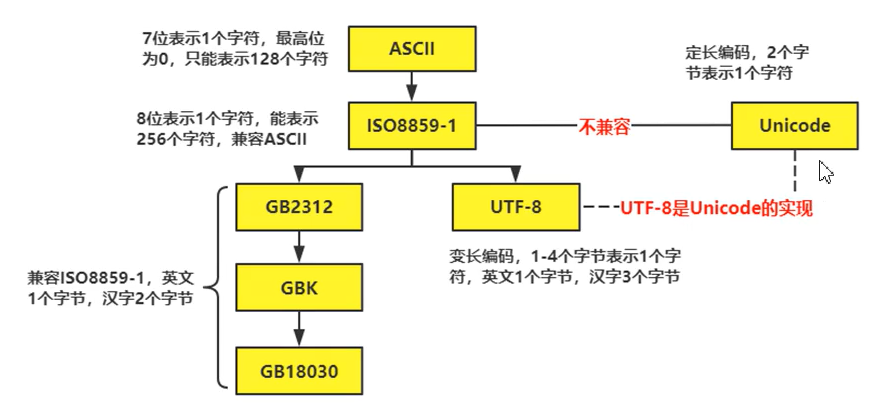 7位表示1个字符，最高位
为0，只能表示128个字符
ASCII
定长编码，2个字
节表示1个字符
8位表示1个字符，能表示
256个字符，兼容ASCII
ISO8859-1
不兼容
Unicode
GB2312
UTF-8
UTF-8是Unicode的实现
变长编码，1-4个字节表示1个字
符，英文1个字节，汉字3个字节
兼容ISO8859-1，英文
1个字节，汉字2个字节
GBK
GB18030